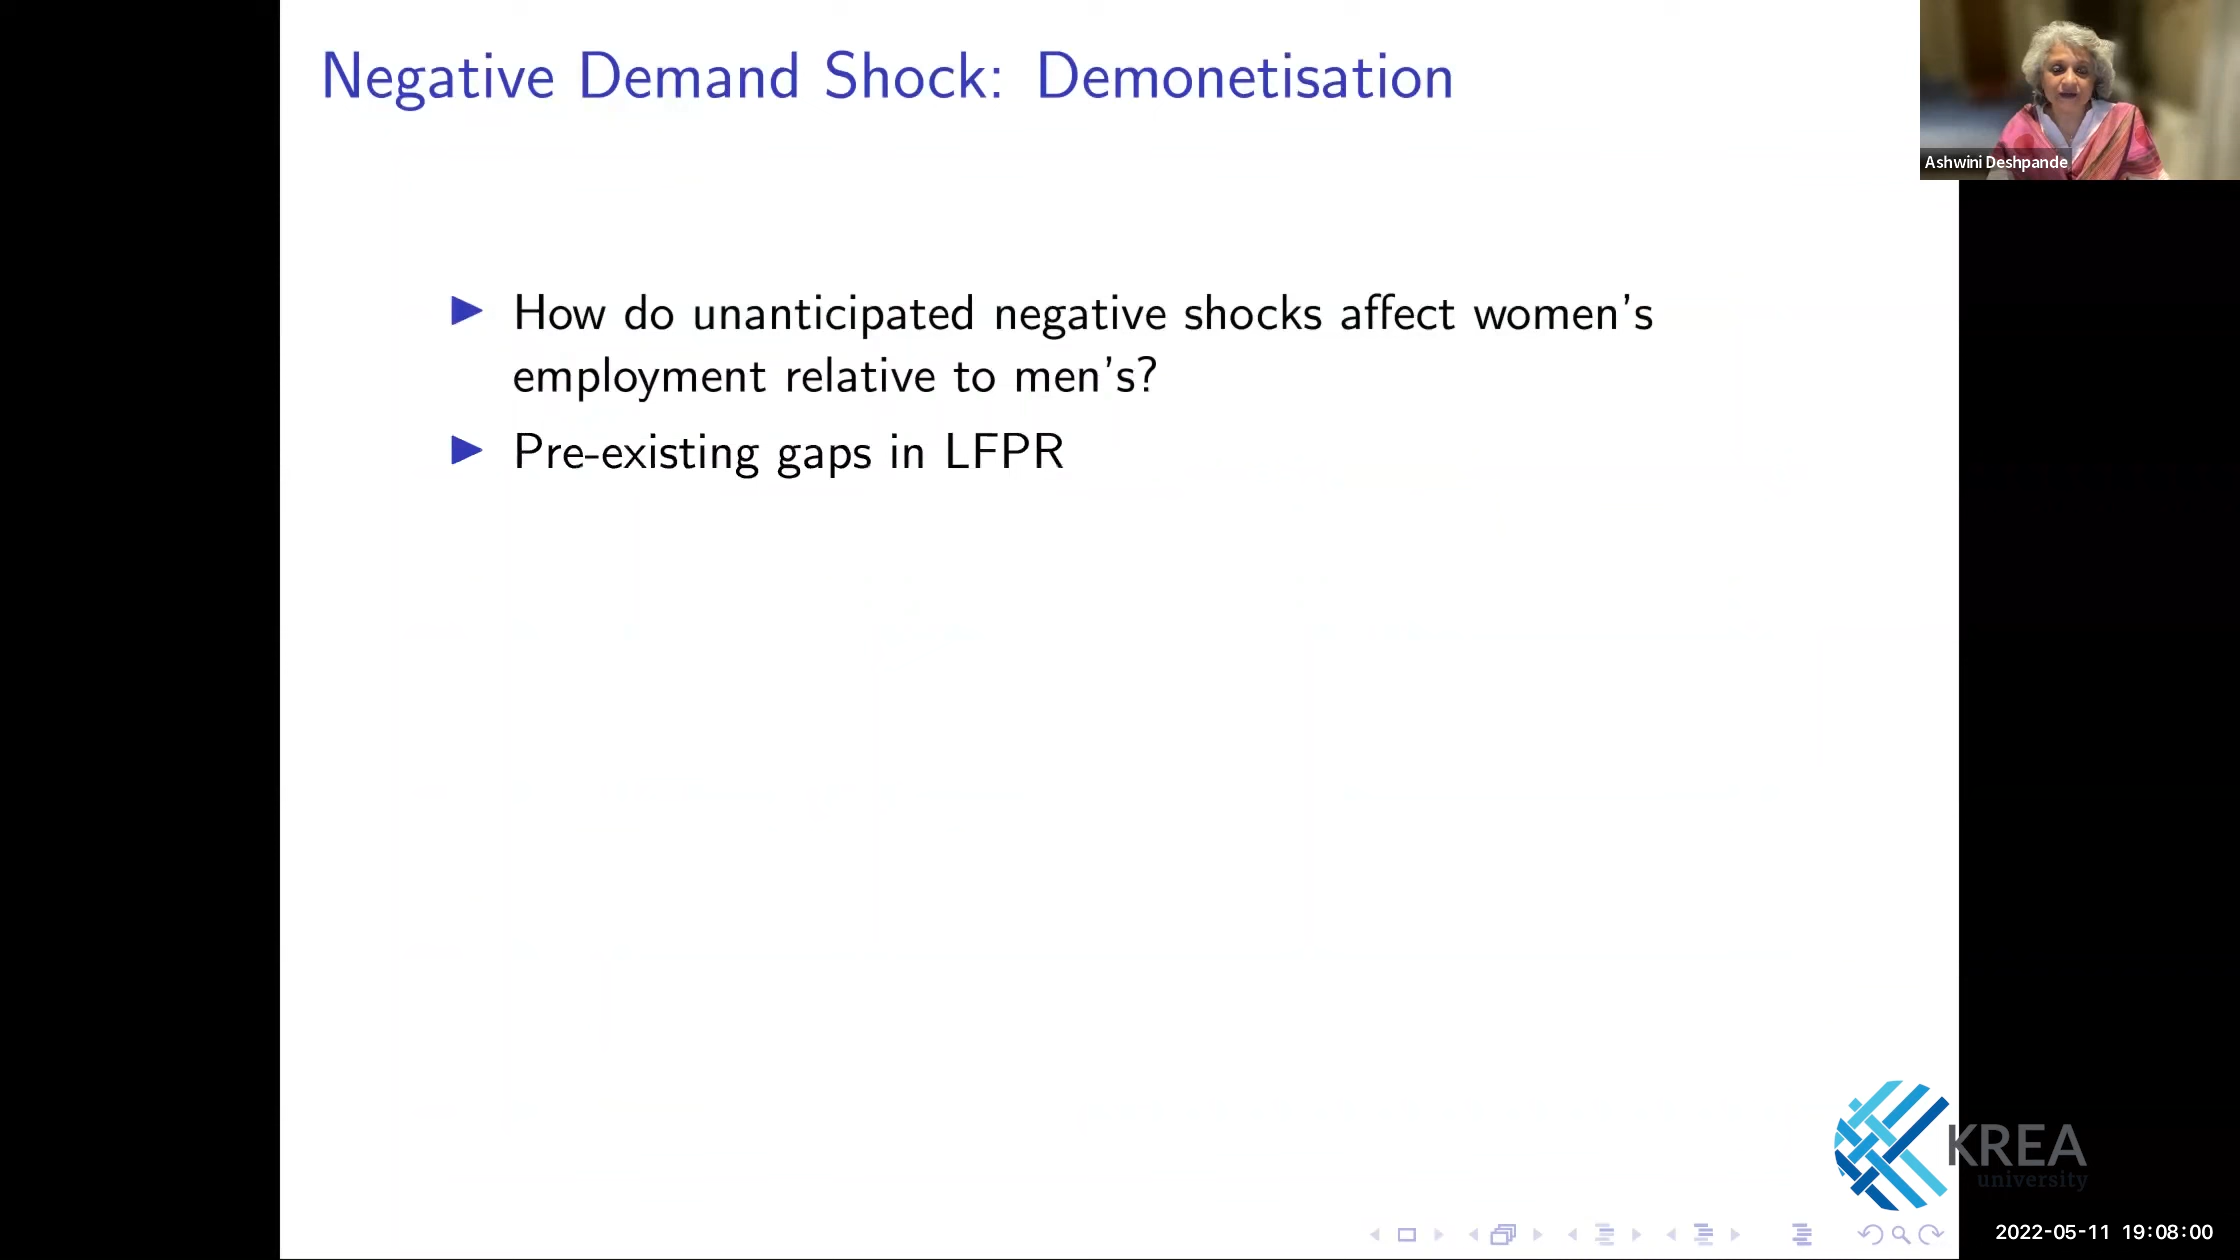 Negative Demand Shock: Demonetisation
Ashwini Deshpande
How do unanticipated negative shocks affect women's
employment relative to men's?
Pre-existing gaps in LFPR
KREA
university
2022-05-11 19:08:00